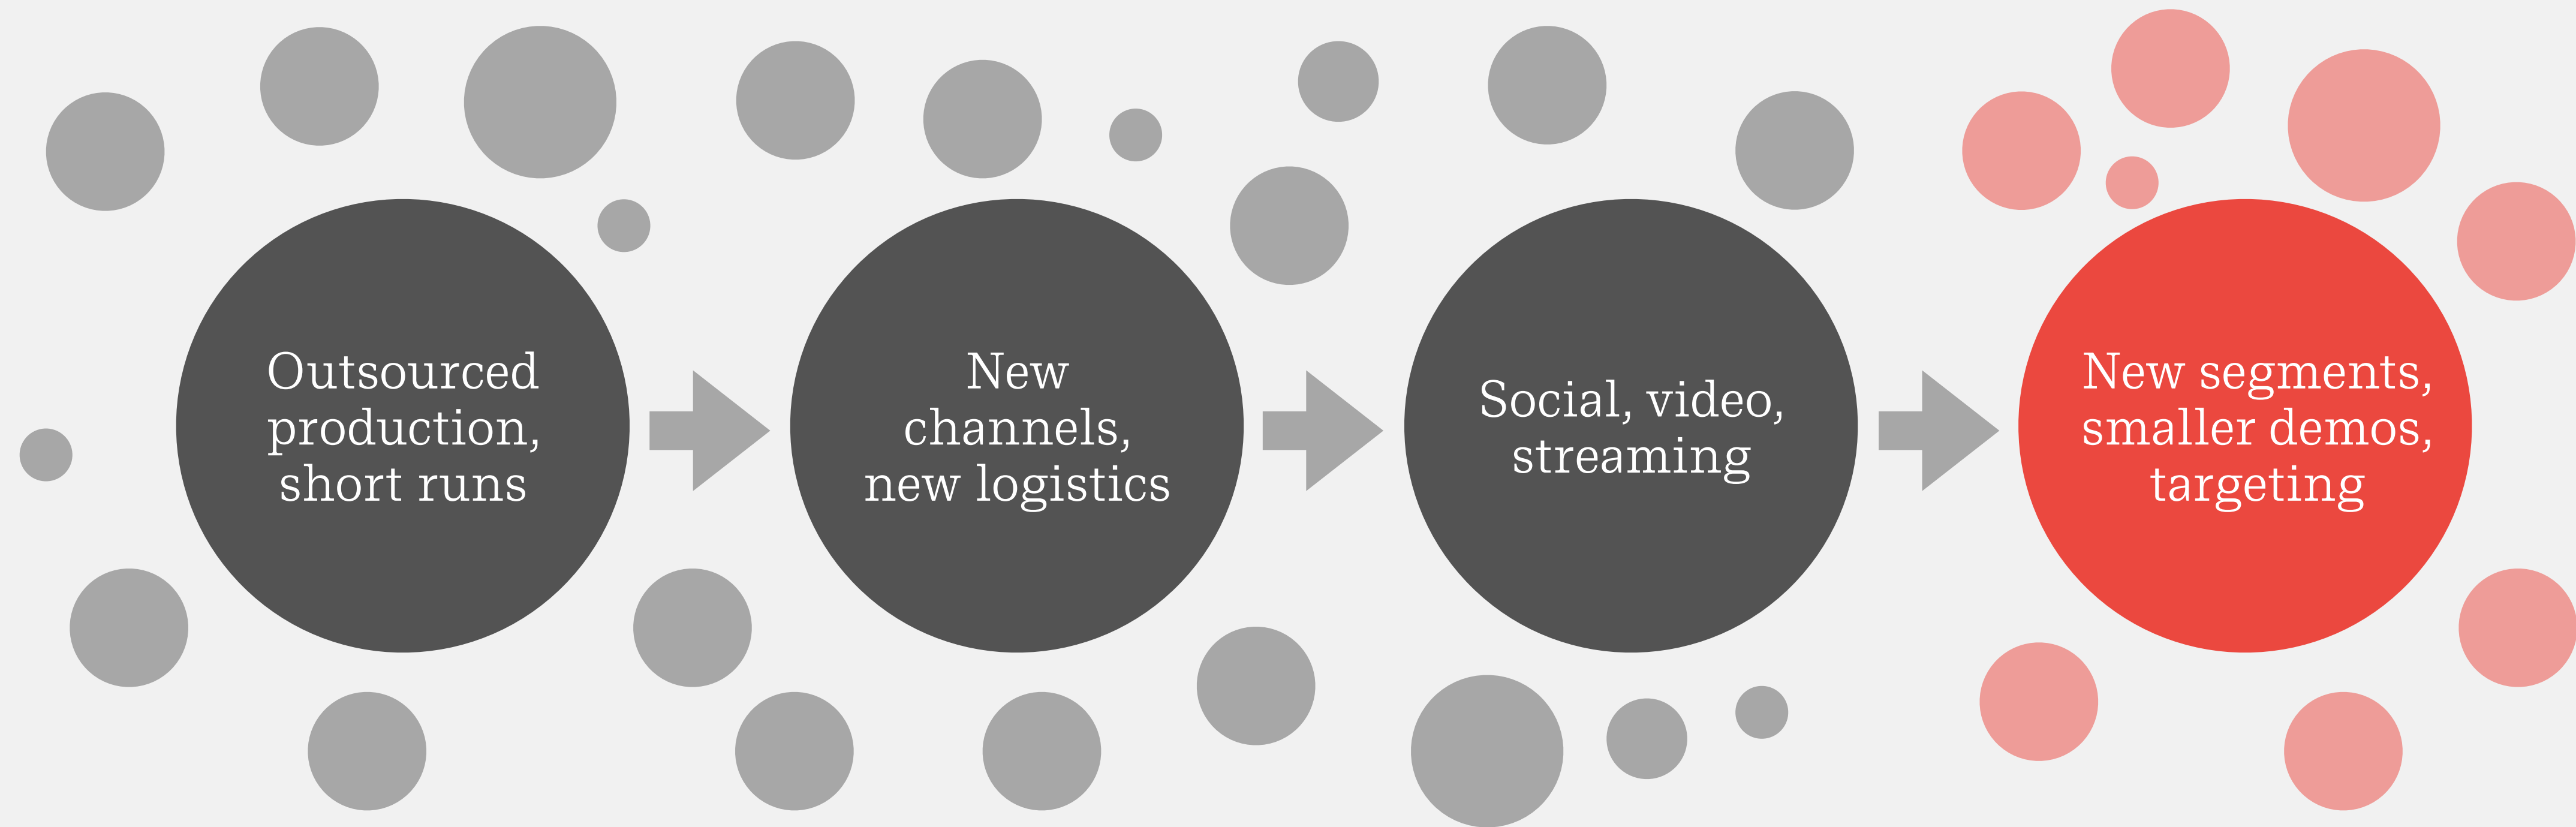 Outsourced
production,
short runs
New
channels,
new logistics
Social, video,
streaming
New segments,
smaller demos,
targeting